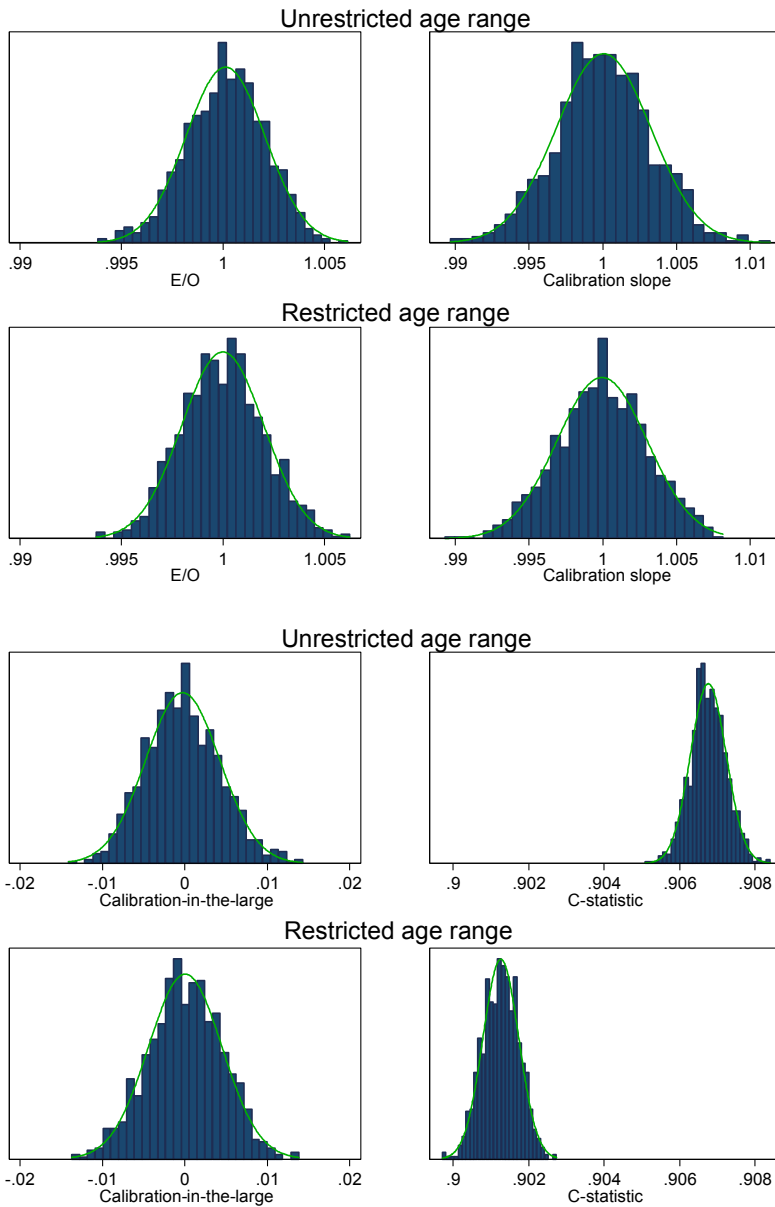 Unrestricted age range
.99 .995 1 1.005
E/O
.99 .995 1 1.005 1.01
Calibration slope
Restricted age range
.99 .995 1 1.005
E/O
.99 .995 1 1.005 1.01
Calibration slope
Unrestricted age range
-.02 -.01 0 .01 .02
Calibration-in-the-large
.9 .902 .904 .906 .908
C-statistic
Restricted age range
-.02 -.01 0 .01 .02
Calibration-in-the-large
.9 .902 .904 .906 .908
C-statistic